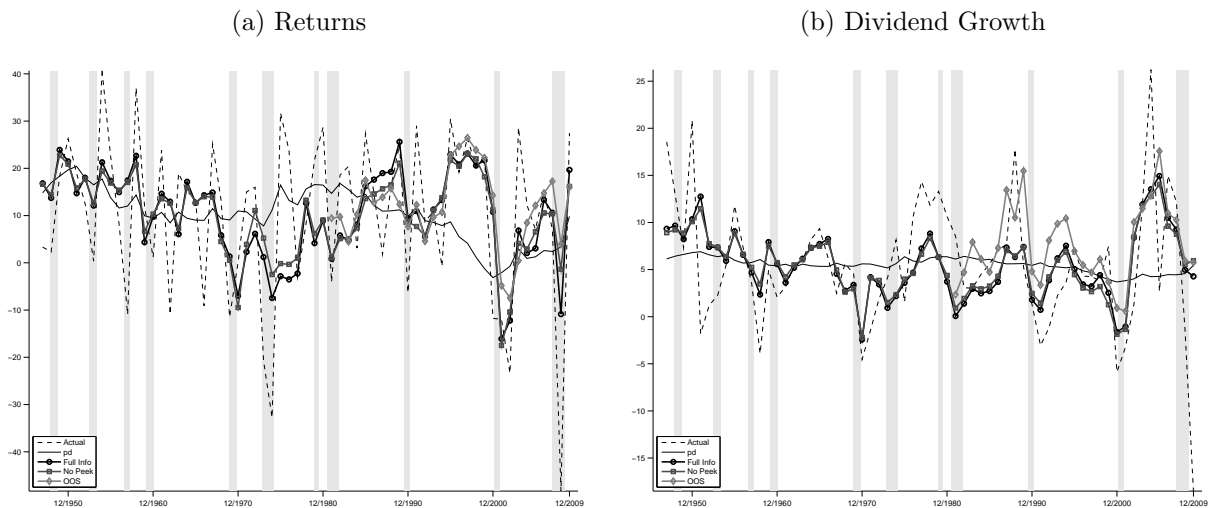 (a) Returns
40
30
20
10
0
−10
−20
−30
−40
12/1950
12/1960
12/1970
12/1980
12/1990
12/2000
12/2009
Actual
pd
Full Info
No Peek
OOS
(b) Dividend Growth
25
20
15
10
5
0
−5
−10
−15
12/1950
12/1960
12/1970
12/1980
12/1990
12/2000
12/2009
Actual
pd
Full Info
No Peek
OOS